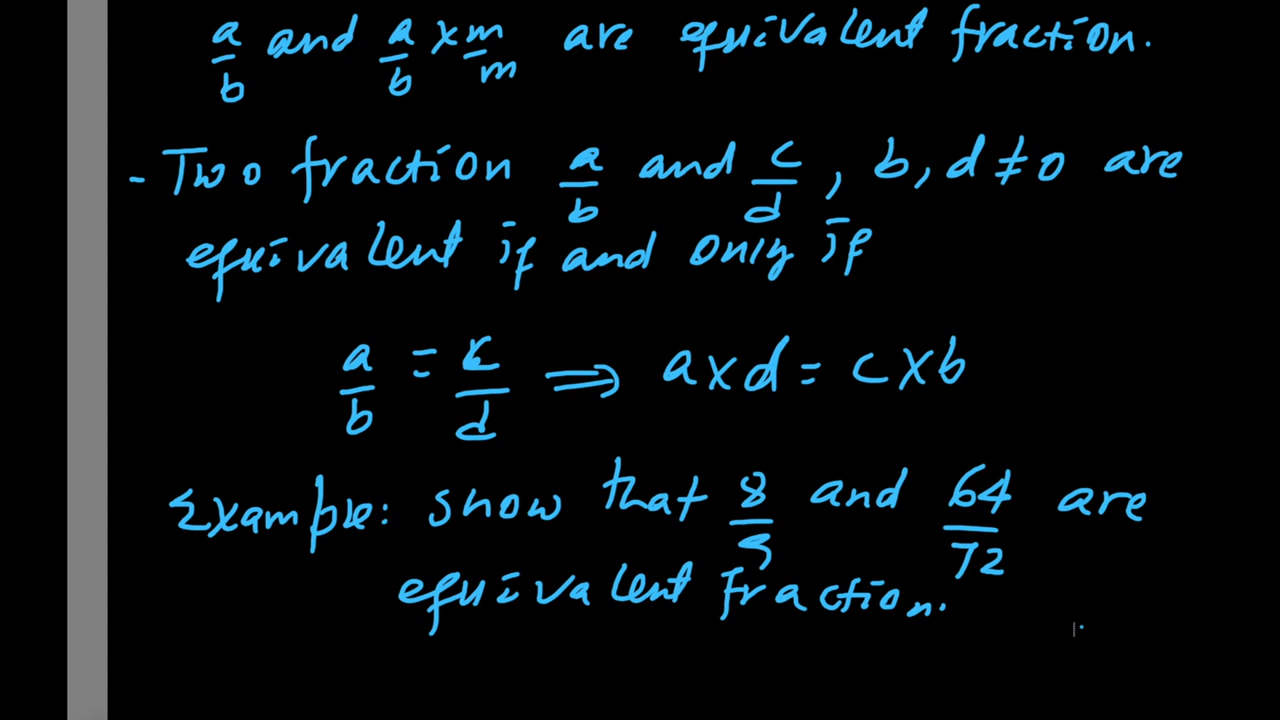 a/b and a/b × m/m are equivalent fraction.
- Two fraction a/b and c/d, b, d ≠ 0 are
equivalent if and only if
a/b = c/d ⟹ a×d = c×b
Example: show that 8/9 and 64/72 are
equivalent fraction.